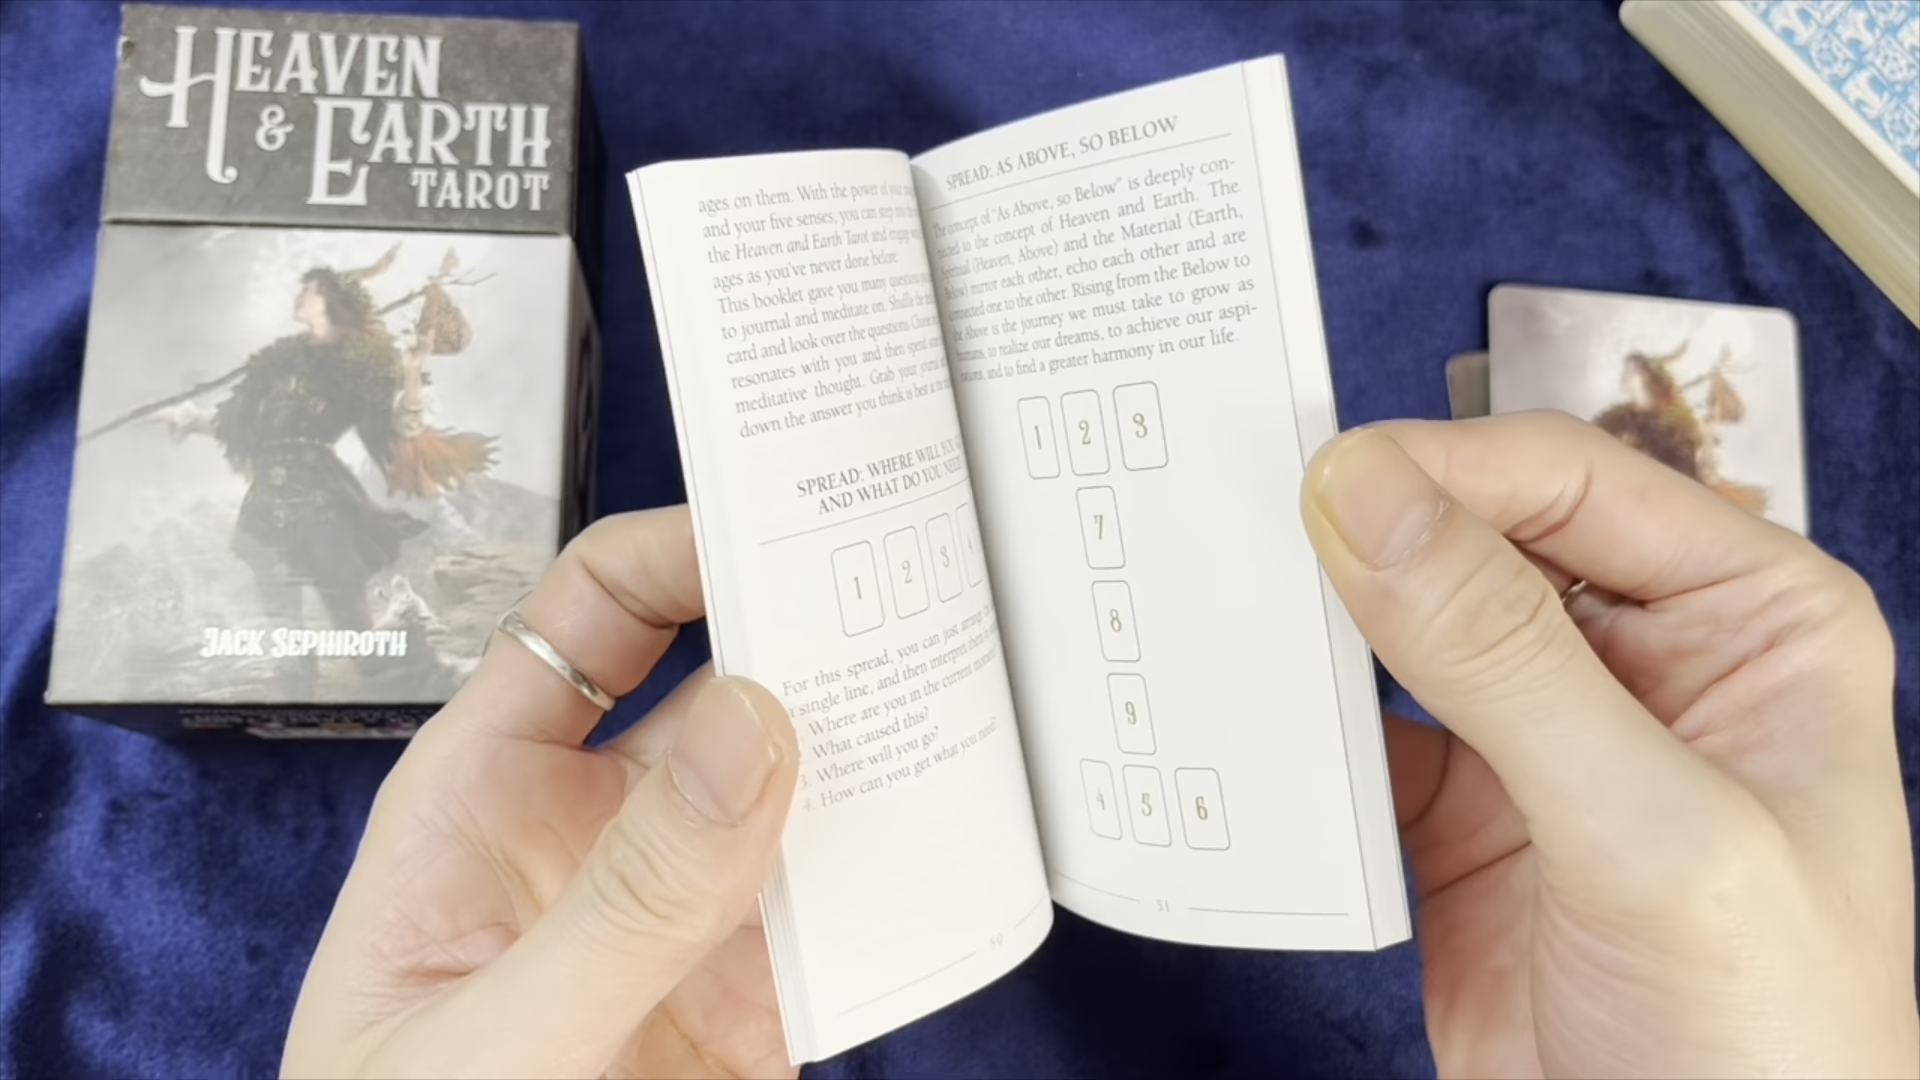 HEAVEN
& EARTH
TAROT
JACK SEPHIROTH
ages on them. With the power of your
and your five senses, you can step
the Heaven and Earth Tarot and engage
ages as you've never done before.
This booklet gave you many questions
to journal and meditate on. Shuffle the
card and look over the questions.
resonates with you and then spend
meditative thought. Grab your journal
down the answer you think is best
SPREAD: WHERE WILL YOU
AND WHAT DO YOU NEED
1 2 3 4
For this spread, you can just arrange
a single line, and then interpret them
Where are you in the current moment?
What caused this?
3. Where will you go?
4. How can you get what you need?
50
SPREAD: AS ABOVE, SO BELOW
The concept of "As Above, so Below" is deeply con-
nected to the concept of Heaven and Earth. The
Spiritual (Heaven, Above) and the Material (Earth,
Below) mirror each other, echo each other and are
connected one to the other. Rising from the Below to
the Above is the journey we must take to grow as
humans, to realize our dreams, to achieve our aspi-
rations, and to find a greater harmony in our life.
1 2 3
7
8
9
4 5 6
51